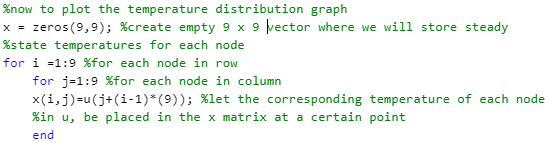 %now to plot the temperature distribution graph
x = zeros(9,9); %create empty 9 x 9 vector where we will store steady
%state temperatures for each node
for i =1:9 %for each node in row
    for j=1:9 %for each node in column
    x(i,j)=u(j+(i-1)*(9)); %let the corresponding temperature of each node
    %in u, be placed in the x matrix at a certain point
    end